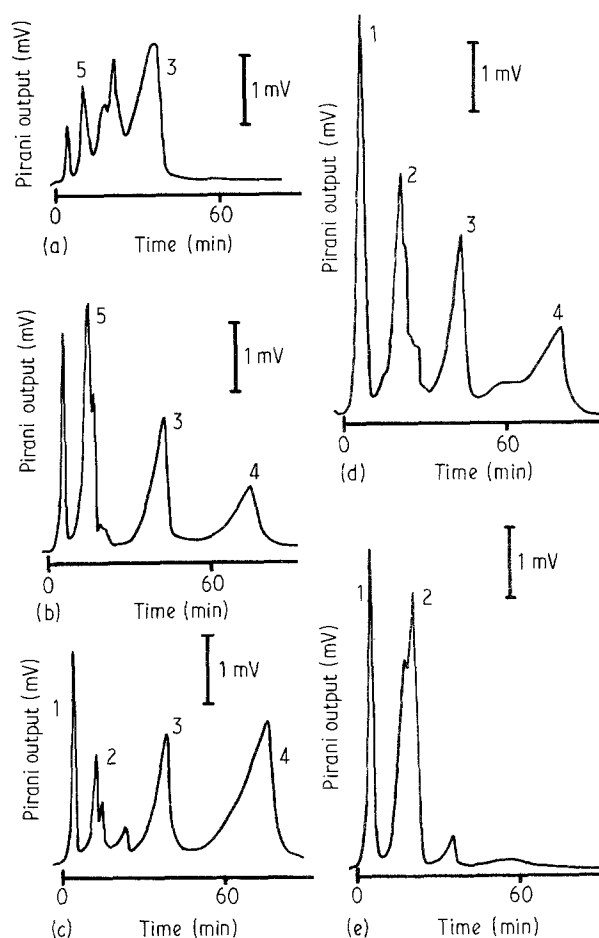 Pirani output (mV)
5
3
1 mV
0
60
(a)
Time (min)
Pirani output (mV)
5
3
4
1 mV
0
60
(b)
Time (min)
Pirani output (mV)
1
2
3
4
1 mV
0
60
(c)
Time (min)
Pirani output (mV)
1
2
3
4
1 mV
0
60
(d)
Time (min)
Pirani output (mV)
1
2
1 mV
0
60
(e)
Time (min)